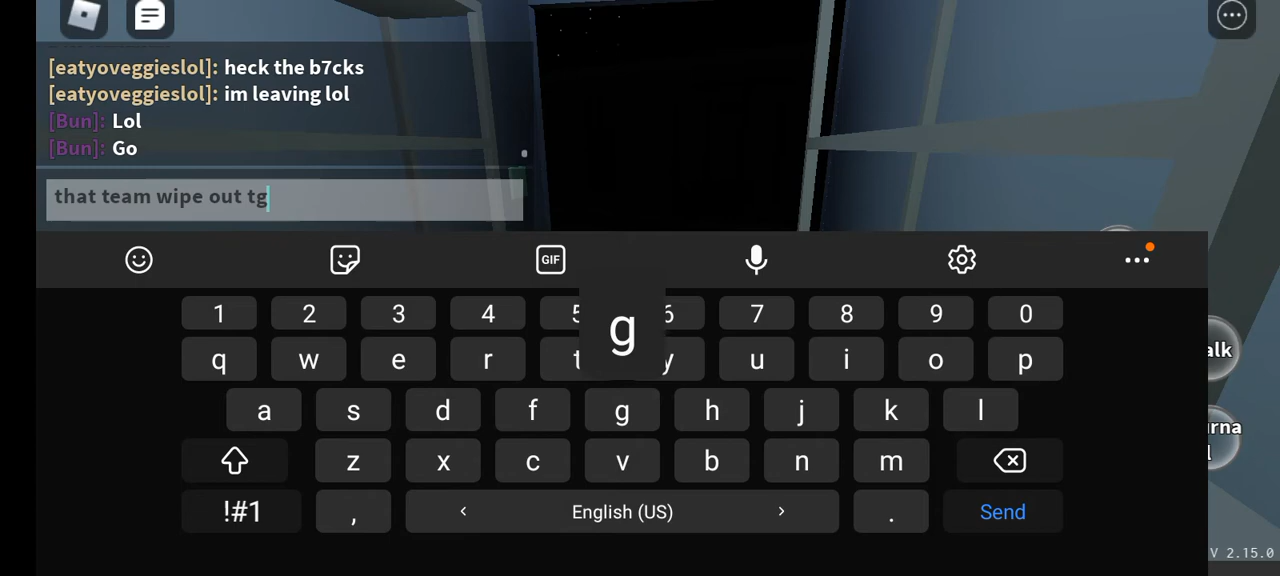 [eatyoveggieslol]: heck the b7cks
[eatyoveggieslol]: im leaving lol
[Bun]: Lol
[Bun]: Go
that team wipe out tg
GIF
1 2 3 4 5 6 7 8 9 0
g
q w e r t y u i o p
alk
a s d f g h j k l
urna
l
z x c v b n m
!#1 , < English (US) > . Send
V 2.15.0